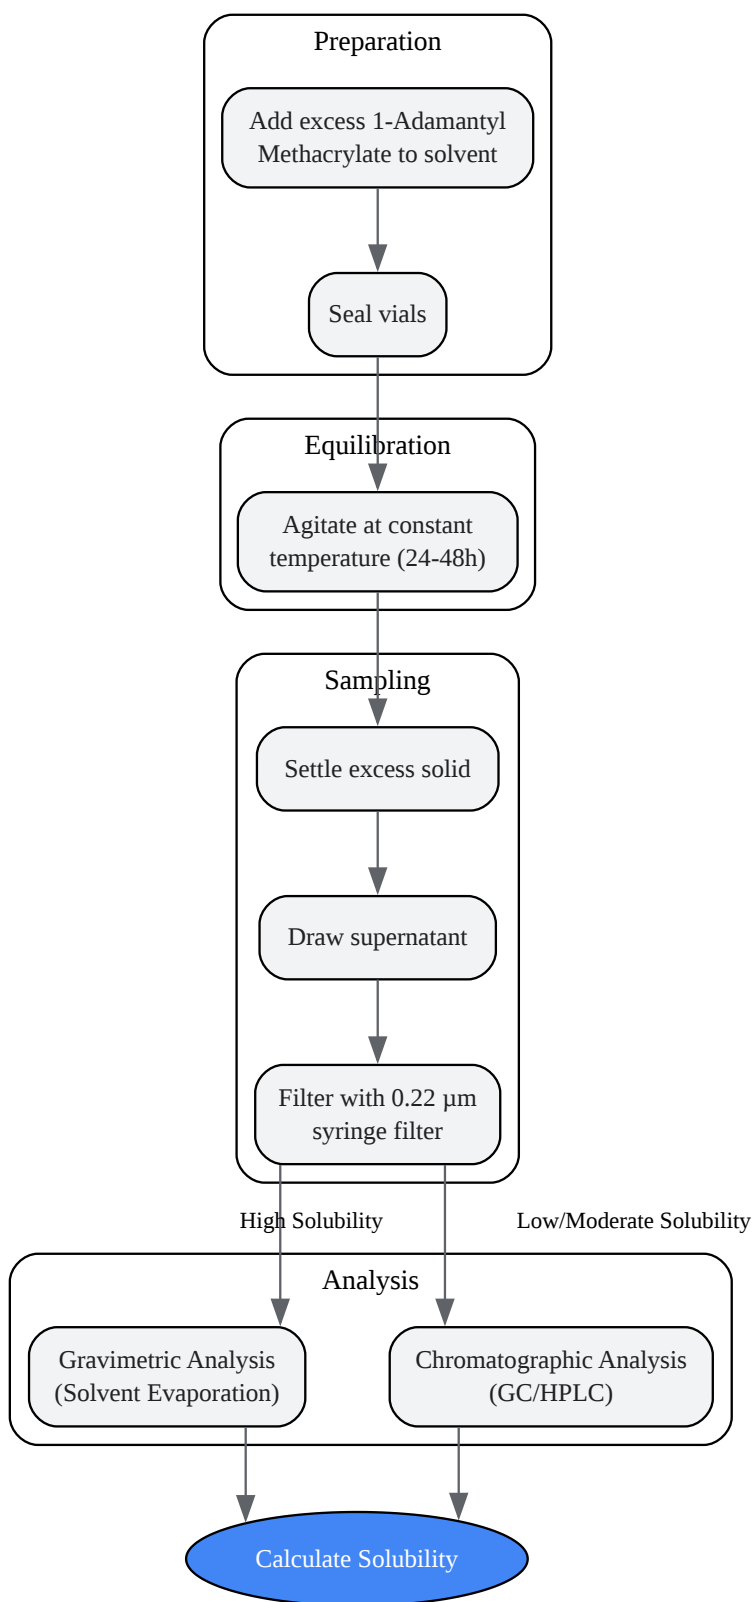 Preparation
Add excess 1-Adamantyl
Methacrylate to solvent
Seal vials
Equilibration
Agitate at constant
temperature (24-48h)
Sampling
Settle excess solid
Draw supernatant
Filter with 0.22 µm
syringe filter
High Solubility
Low/Moderate Solubility
Analysis
Gravimetric Analysis
(Solvent Evaporation)
Chromatographic Analysis
(GC/HPLC)
Calculate Solubility